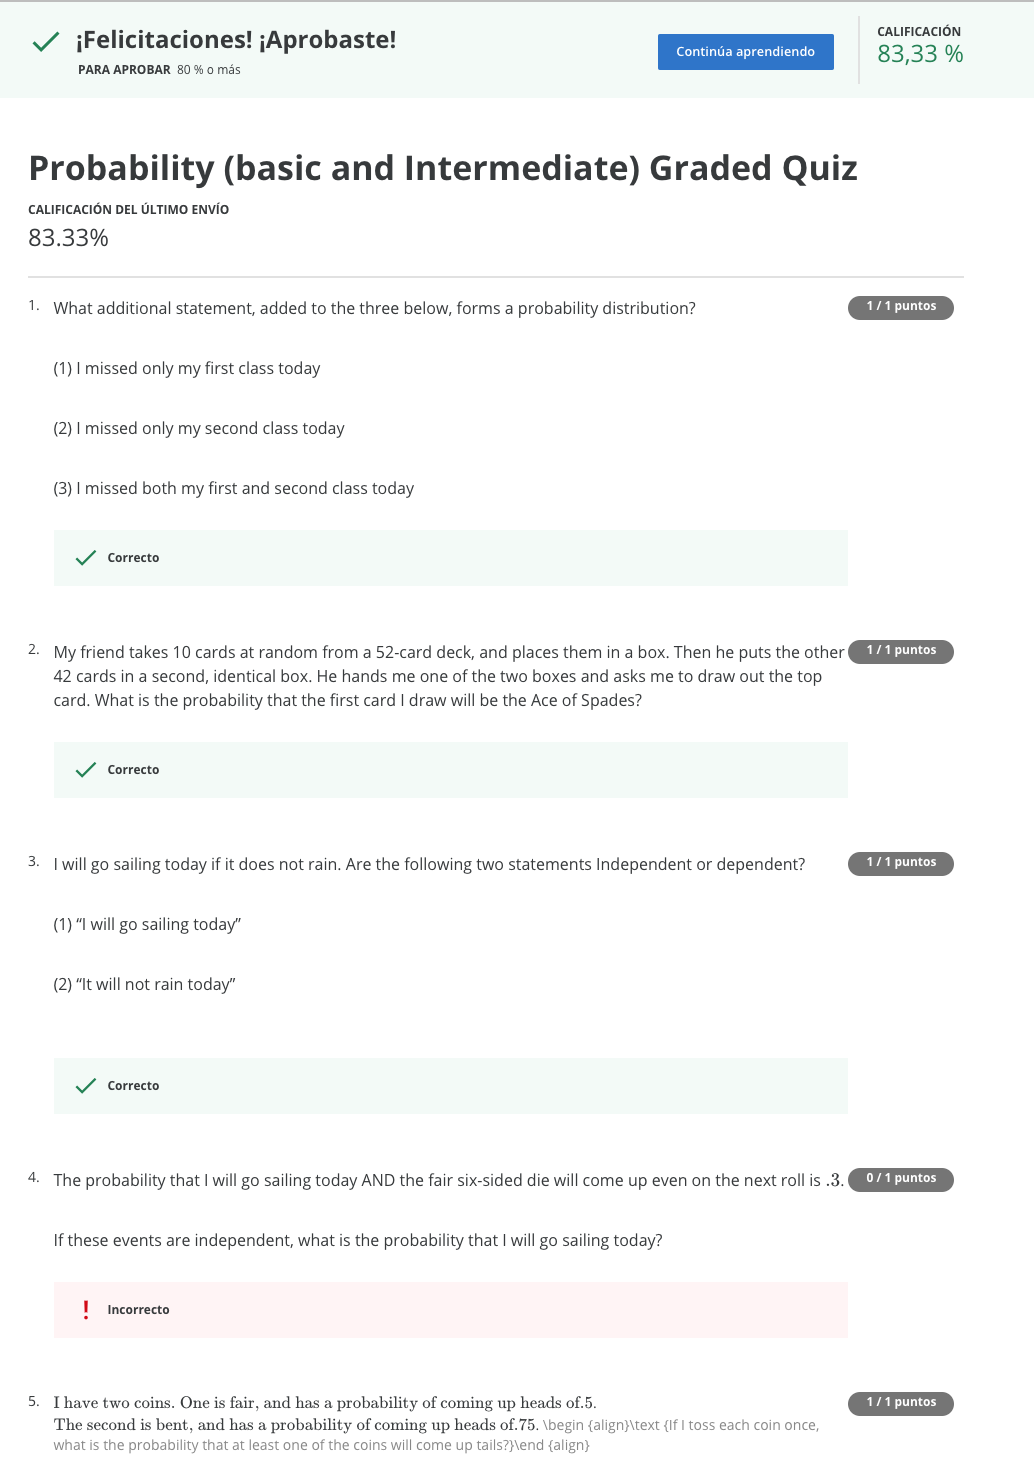 ¡Felicitaciones! ¡Aprobaste!
PARA APROBAR 80 % o más
Continúa aprendiendo
CALIFICACIÓN
83,33 %
Probability (basic and Intermediate) Graded Quiz
CALIFICACIÓN DEL ÚLTIMO ENVÍO
83.33%
1. What additional statement, added to the three below, forms a probability distribution?
1 / 1 puntos
(1) I missed only my first class today
(2) I missed only my second class today
(3) I missed both my first and second class today
Correcto
2. My friend takes 10 cards at random from a 52-card deck, and places them in a box. Then he puts the other
1 / 1 puntos
42 cards in a second, identical box. He hands me one of the two boxes and asks me to draw out the top
card. What is the probability that the first card I draw will be the Ace of Spades?
Correcto
3. I will go sailing today if it does not rain. Are the following two statements Independent or dependent?
1 / 1 puntos
(1) “I will go sailing today”
(2) “It will not rain today”
Correcto
4. The probability that I will go sailing today AND the fair six-sided die will come up even on the next roll is .3.
0 / 1 puntos
If these events are independent, what is the probability that I will go sailing today?
Incorrecto
5. I have two coins. One is fair, and has a probability of coming up heads of.5.
1 / 1 puntos
The second is bent, and has a probability of coming up heads of.75. \begin {align}\text {If I toss each coin once,
what is the probability that at least one of the coins will come up tails?}\end {align}